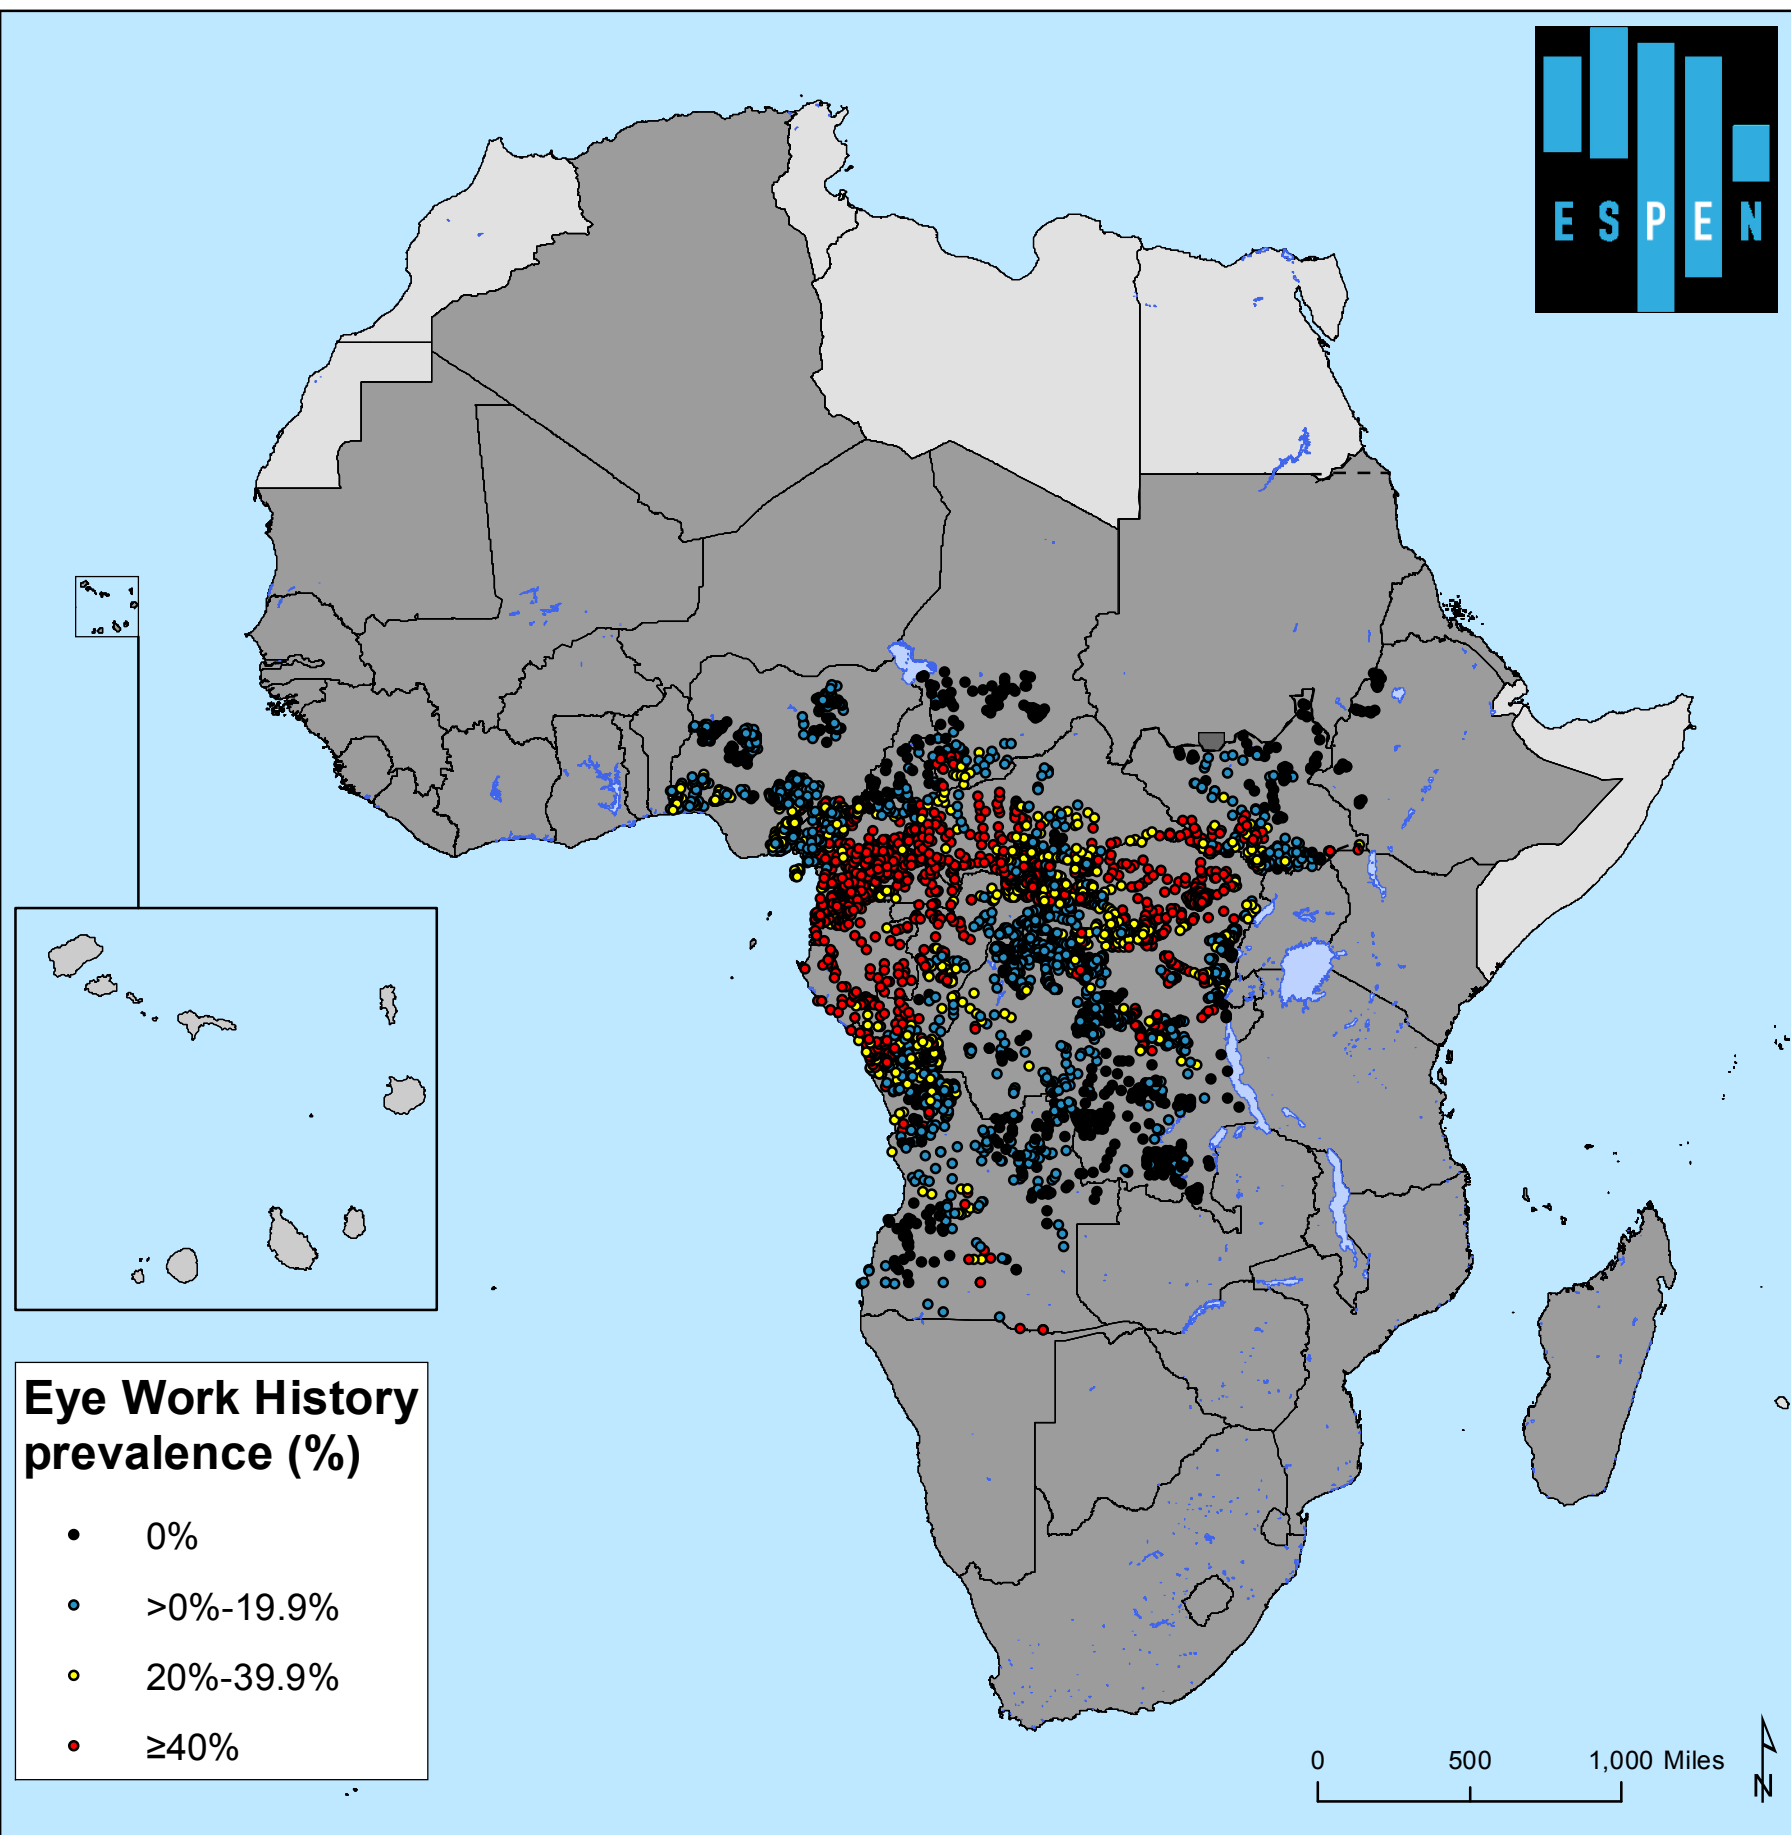 ESPEN
Eye Work History
prevalence (%)
0%
>0%-19.9%
20%-39.9%
≥40%
0 500 1,000 Miles
N